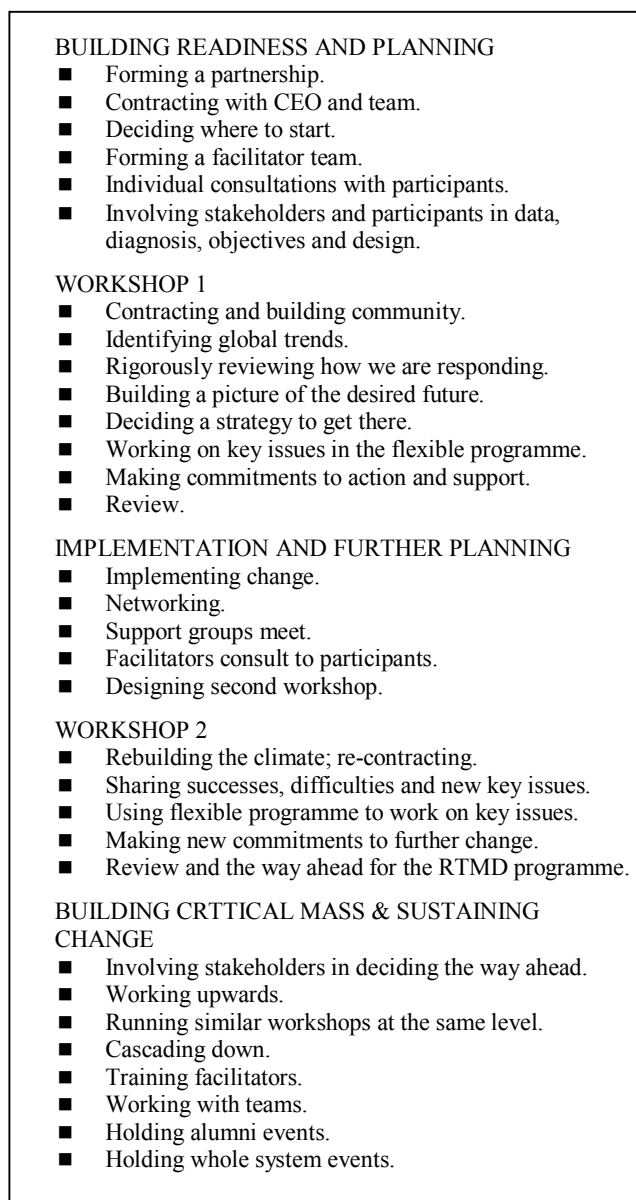 BUILDING READINESS AND PLANNING
■ Forming a partnership.
■ Contracting with CEO and team.
■ Deciding where to start.
■ Forming a facilitator team.
■ Individual consultations with participants.
■ Involving stakeholders and participants in data,
diagnosis, objectives and design.
WORKSHOP 1
■ Contracting and building community.
■ Identifying global trends.
■ Rigorously reviewing how we are responding.
■ Building a picture of the desired future.
■ Deciding a strategy to get there.
■ Working on key issues in the flexible programme.
■ Making commitments to action and support.
■ Review.
IMPLEMENTATION AND FURTHER PLANNING
■ Implementing change.
■ Networking.
■ Support groups meet.
■ Facilitators consult to participants.
■ Designing second workshop.
WORKSHOP 2
■ Rebuilding the climate; re-contracting.
■ Sharing successes, difficulties and new key issues.
■ Using flexible programme to work on key issues.
■ Making new commitments to further change.
■ Review and the way ahead for the RTMD programme.
BUILDING CRTTICAL MASS & SUSTAINING
CHANGE
■ Involving stakeholders in deciding the way ahead.
■ Working upwards.
■ Running similar workshops at the same level.
■ Cascading down.
■ Training facilitators.
■ Working with teams.
■ Holding alumni events.
■ Holding whole system events.